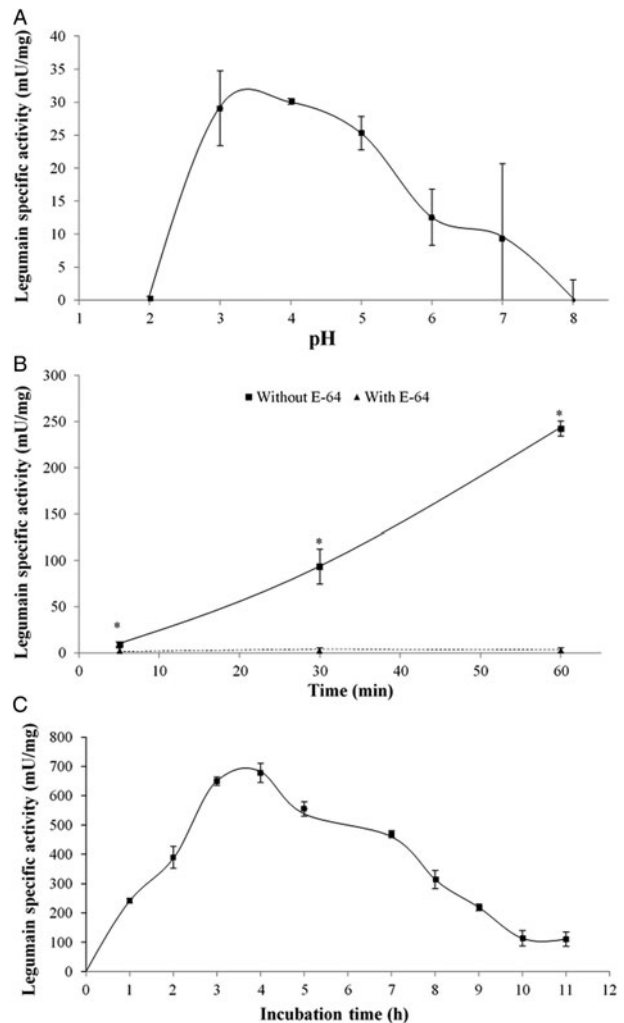 A
Legumain specific activity (mU/mg)
40
35
30
25
20
15
10
5
0
1 2 3 4 5 6 7 8
pH
B
Legumain specific activity (mU/mg)
300
250
200
150
100
50
0
Without E-64 With E-64
*
*
*
0 10 20 30 40 50 60
Time (min)
C
Legumain specific activity (mU/mg)
800
700
600
500
400
300
200
100
0
0 1 2 3 4 5 6 7 8 9 10 11 12
Incubation time (h)